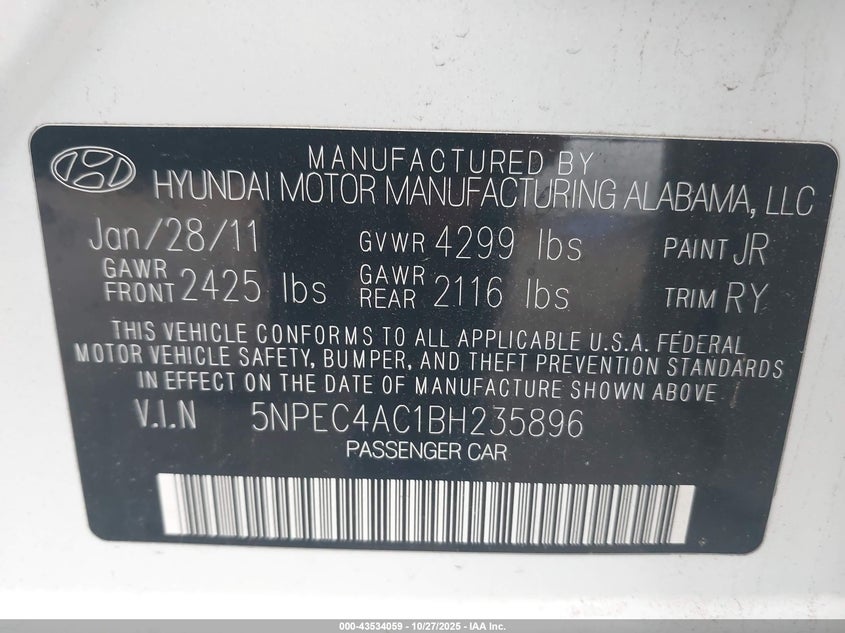 MANUFACTURED BY
HYUNDAI MOTOR MANUFACTURING ALABAMA, LLC
Jan/28/11 GVWR 4299 lbs PAINT JR
GAWR FRONT 2425 lbs GAWR REAR 2116 lbs TRIM RY
THIS VEHICLE CONFORMS TO ALL APPLICABLE U.S.A. FEDERAL
MOTOR VEHICLE SAFETY, BUMPER, AND THEFT PREVENTION STANDARDS
IN EFFECT ON THE DATE OF MANUFACTURE SHOWN ABOVE
V.I.N 5NPEC4AC1BH235896
PASSENGER CAR
000-43534059 - 10/27/2025 - IAA Inc.